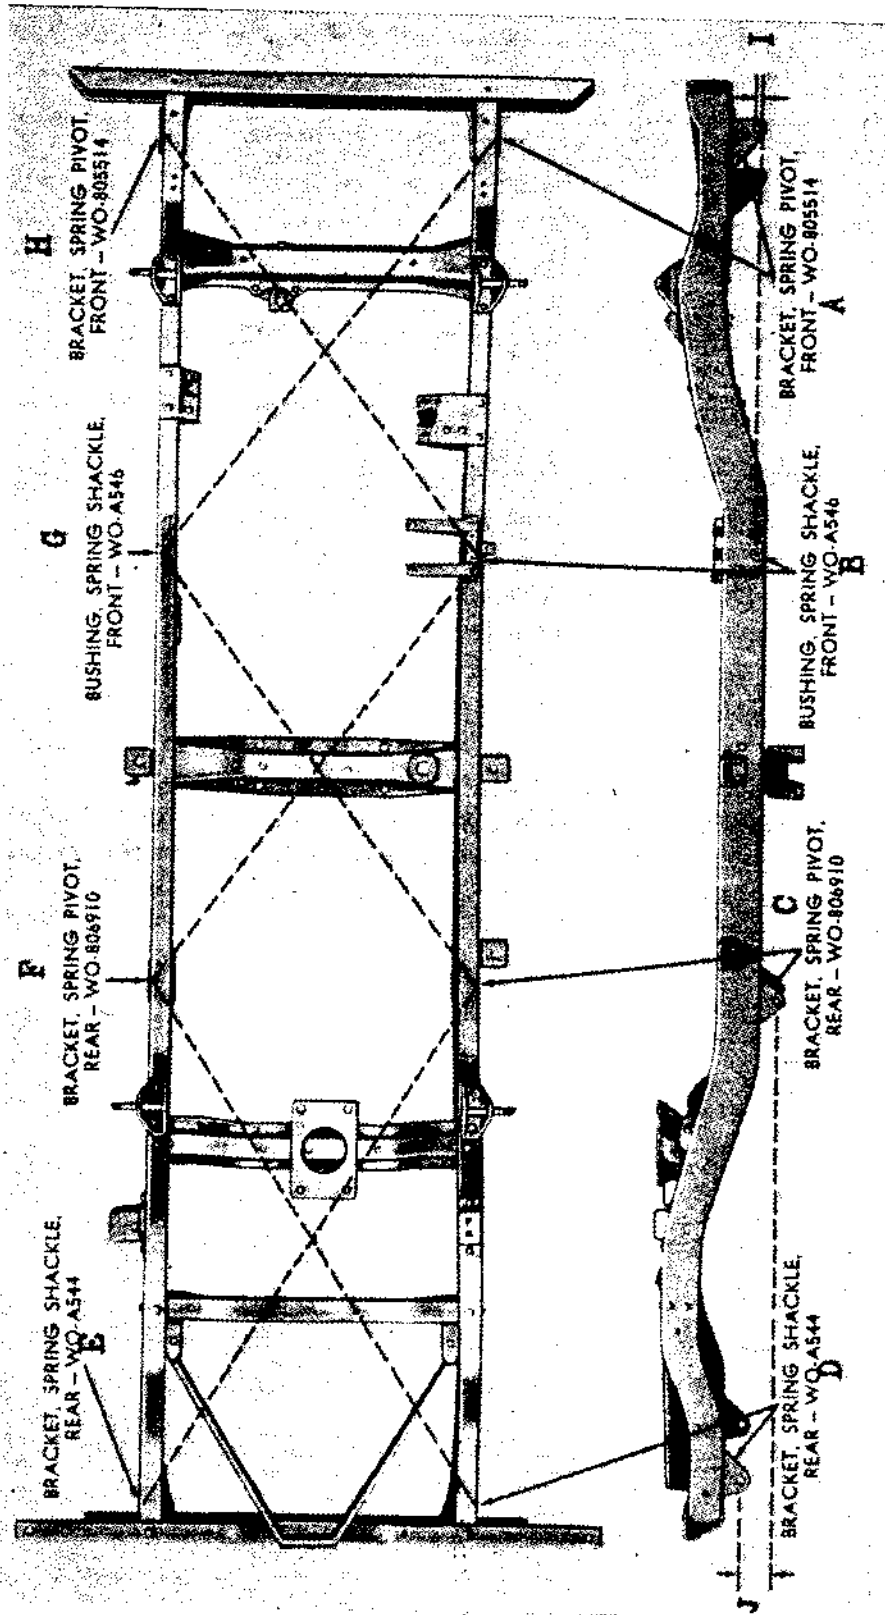 H
BRACKET, SPRING PIVOT,
FRONT – WO-805514
G
BUSHING, SPRING SHACKLE,
FRONT – WO-A546
F
BRACKET, SPRING PIVOT,
REAR – WO-806910
BRACKET, SPRING SHACKLE,
REAR – WO-A544
E
I
BRACKET, SPRING PIVOT,
FRONT – WO-805514
A
BUSHING, SPRING SHACKLE,
FRONT – WO-A546
B
C
BRACKET, SPRING PIVOT,
REAR – WO-806910
BRACKET, SPRING SHACKLE,
REAR – WO-A544
D
J